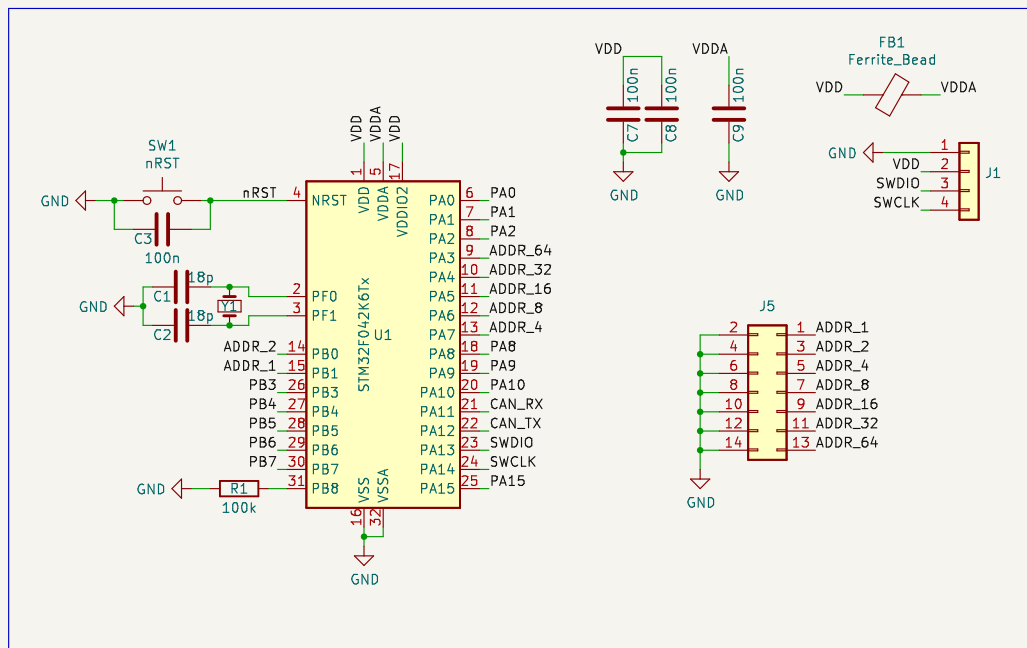 VDD
100n
C7
100n
C8
GND
VDDA
100n
C9
GND
FB1
Ferrite_Bead
VDD
VDDA
GND
VDD
SWDIO
SWCLK
1
2
3
4
J1
SW1
nRST
GND
nRST
C3
100n
GND
C1
18p
C2
18p
Y1
VDD
VDDA
VDD
1
5
17
VDD
VDDA
VDDIO2
4 NRST
2 PF0
3 PF1
ADDR_2 14 PB0
ADDR_1 15 PB1
PB3 26 PB3
PB4 27 PB4
PB5 28 PB5
PB6 29 PB6
PB7 30 PB7
GND R1 31 PB8
100k
STM32F042K6Tx
U1
PA0 6 PA0
PA1 7 PA1
PA2 8 PA2
PA3 9 ADDR_64
PA4 10 ADDR_32
PA5 11 ADDR_16
PA6 12 ADDR_8
PA7 13 ADDR_4
PA8 18 PA8
PA9 19 PA9
PA10 20 PA10
PA11 21 CAN_RX
PA12 22 CAN_TX
PA13 23 SWDIO
PA14 24 SWCLK
PA15 25 PA15
VSS
VSSA
16
32
GND
J5
2 1 ADDR_1
4 3 ADDR_2
6 5 ADDR_4
8 7 ADDR_8
10 9 ADDR_16
12 11 ADDR_32
14 13 ADDR_64
GND